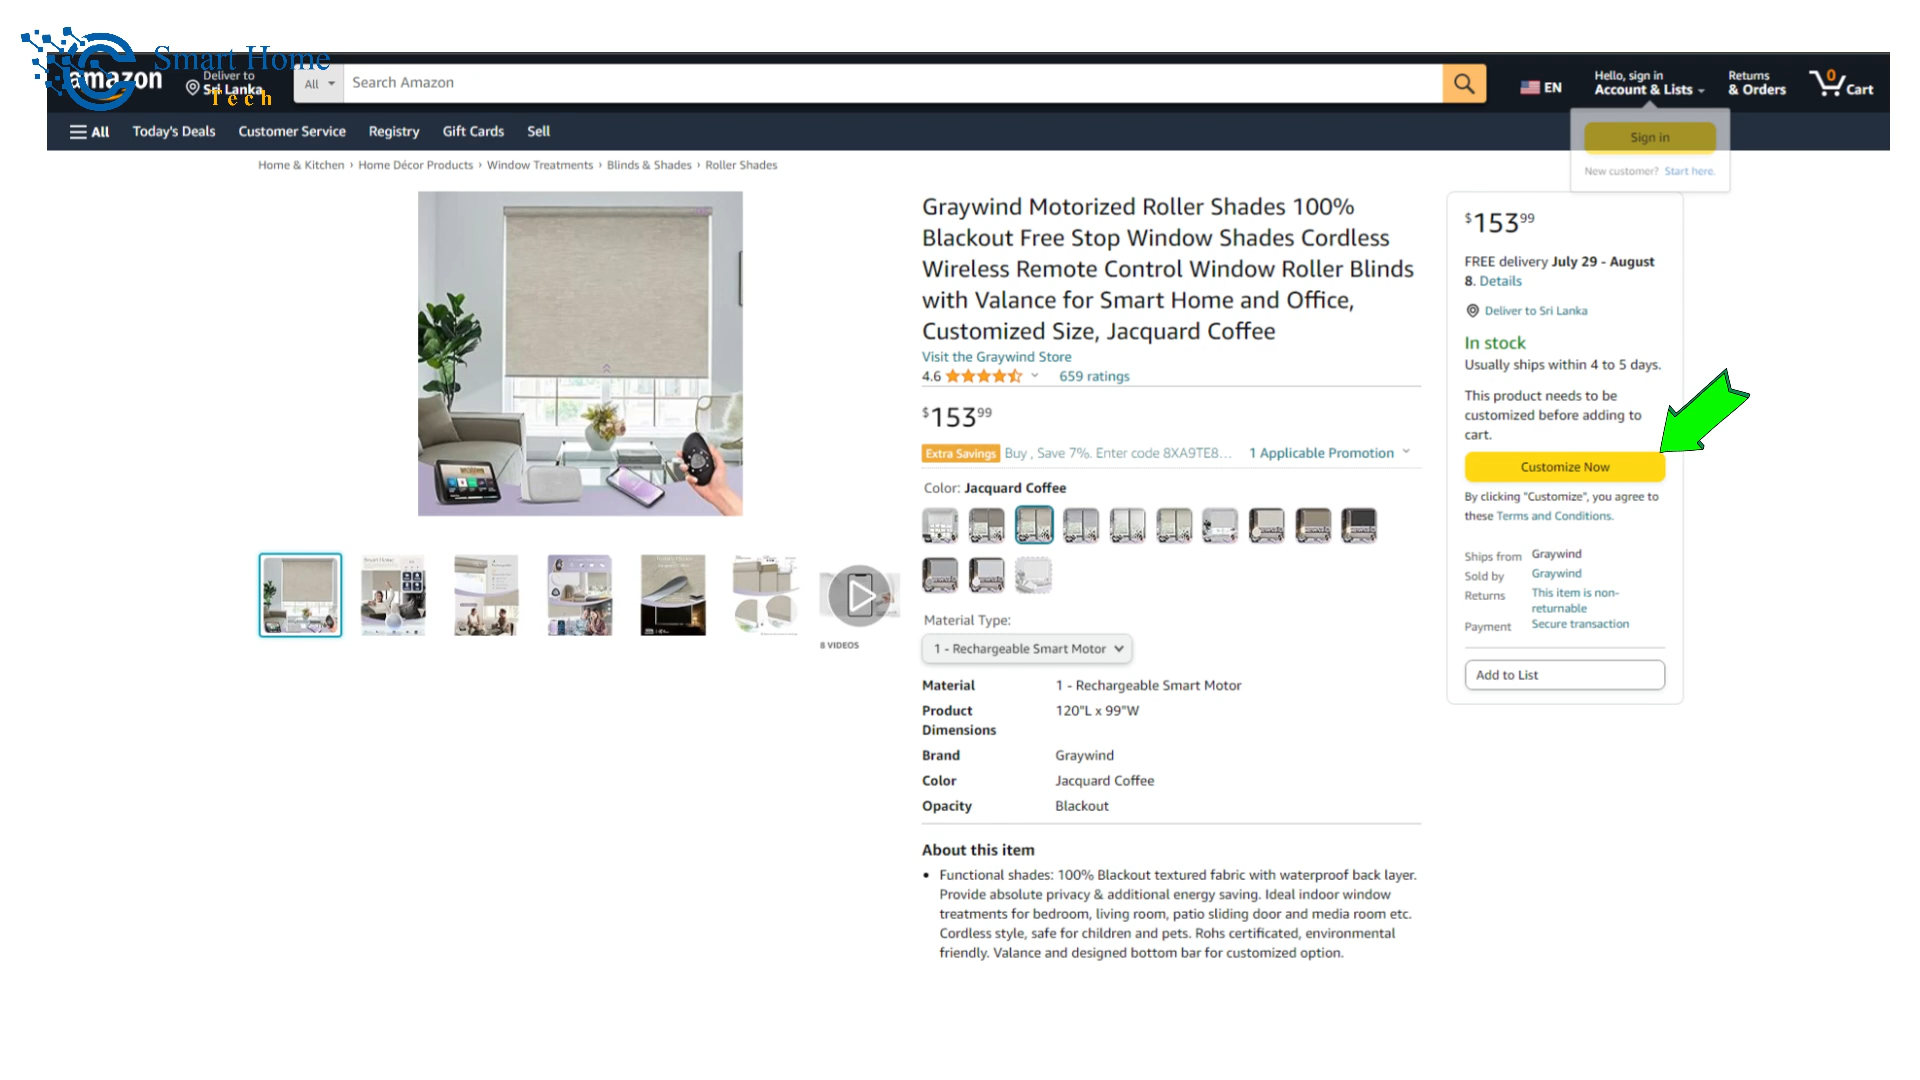 Smart Home
Tech
amazon
Deliver to
Sri Lanka
All
Search Amazon
EN
Hello, sign in
Account & Lists
Returns
& Orders
0
Cart
All
Today's Deals
Customer Service
Registry
Gift Cards
Sell
Sign in
New customer? Start here.
Home & Kitchen › Home Décor Products › Window Treatments › Blinds & Shades › Roller Shades
Graywind Motorized Roller Shades 100%
Blackout Free Stop Window Shades Cordless
Wireless Remote Control Window Roller Blinds
with Valance for Smart Home and Office,
Customized Size, Jacquard Coffee
Visit the Graywind Store
4.6
659 ratings
$153 99
Extra Savings Buy , Save 7%. Enter code 8XA9TE8... 1 Applicable Promotion
Color: Jacquard Coffee
8 VIDEOS
Material Type:
1 - Rechargeable Smart Motor
Material 1 - Rechargeable Smart Motor
Product Dimensions 120"L x 99"W
Brand Graywind
Color Jacquard Coffee
Opacity Blackout
About this item
• Functional shades: 100% Blackout textured fabric with waterproof back layer.
Provide absolute privacy & additional energy saving. Ideal indoor window
treatments for bedroom, living room, patio sliding door and media room etc.
Cordless style, safe for children and pets. Rohs certificated, environmental
friendly. Valance and designed bottom bar for customized option.
$153 99
FREE delivery July 29 - August
8. Details
Deliver to Sri Lanka
In stock
Usually ships within 4 to 5 days.
This product needs to be
customized before adding to
cart.
Customize Now
By clicking "Customize", you agree to
these Terms and Conditions.
Ships from Graywind
Sold by Graywind
Returns This item is non-
returnable
Payment Secure transaction
Add to List